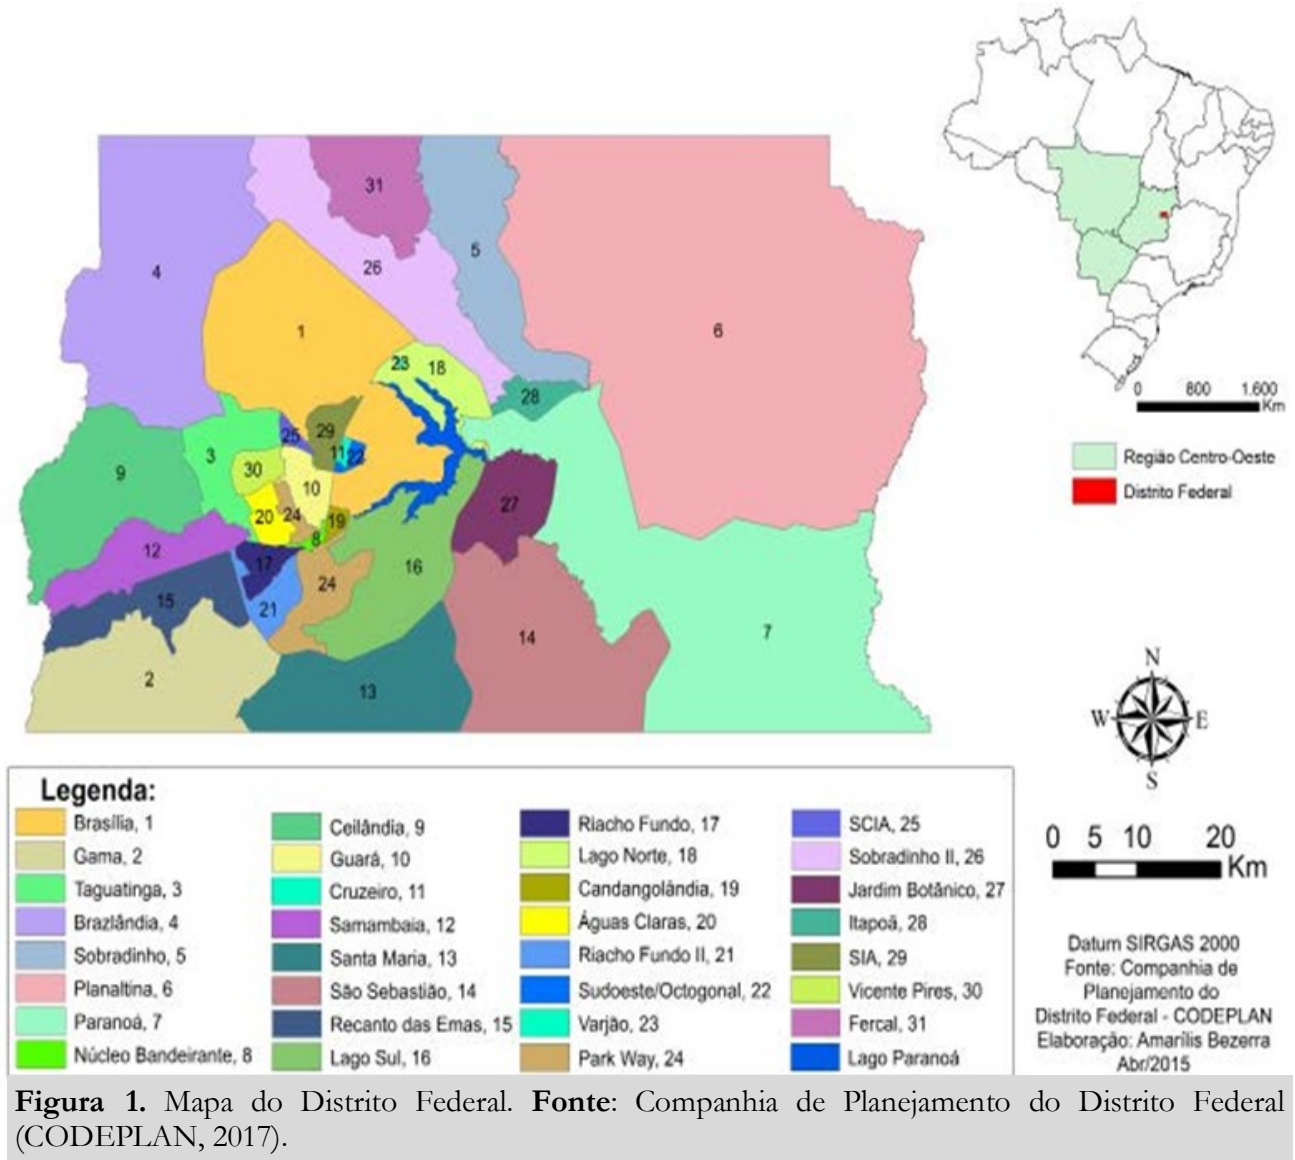 31
5
26
4
1
6
23
18
28
25
29
11
22
3
30
9
10
27
20
24
19
8
12
17
16
24
15
21
14
7
2
13
0 800 1.600
Km
Região Centro-Oeste
Distrito Federal
N
W E
S
0 5 10 20
Km
Datum SIRGAS 2000
Fonte: Companhia de
Planejamento do
Distrito Federal - CODEPLAN
Elaboração: Amarílis Bezerra
Abr/2015
Legenda:
Brasília, 1
Gama, 2
Taguatinga, 3
Brazlândia, 4
Sobradinho, 5
Planaltina, 6
Paranoá, 7
Núcleo Bandeirante, 8
Ceilândia, 9
Guará, 10
Cruzeiro, 11
Samambaia, 12
Santa Maria, 13
São Sebastião, 14
Recanto das Emas, 15
Lago Sul, 16
Riacho Fundo, 17
Lago Norte, 18
Candangolândia, 19
Águas Claras, 20
Riacho Fundo II, 21
Sudoeste/Octogonal, 22
Varjão, 23
Park Way, 24
SCIA, 25
Sobradinho II, 26
Jardim Botânico, 27
Itapoã, 28
SIA, 29
Vicente Pires, 30
Fercal, 31
Lago Paranoá
Figura 1. Mapa do Distrito Federal. Fonte: Companhia de Planejamento do Distrito Federal
(CODEPLAN, 2017).